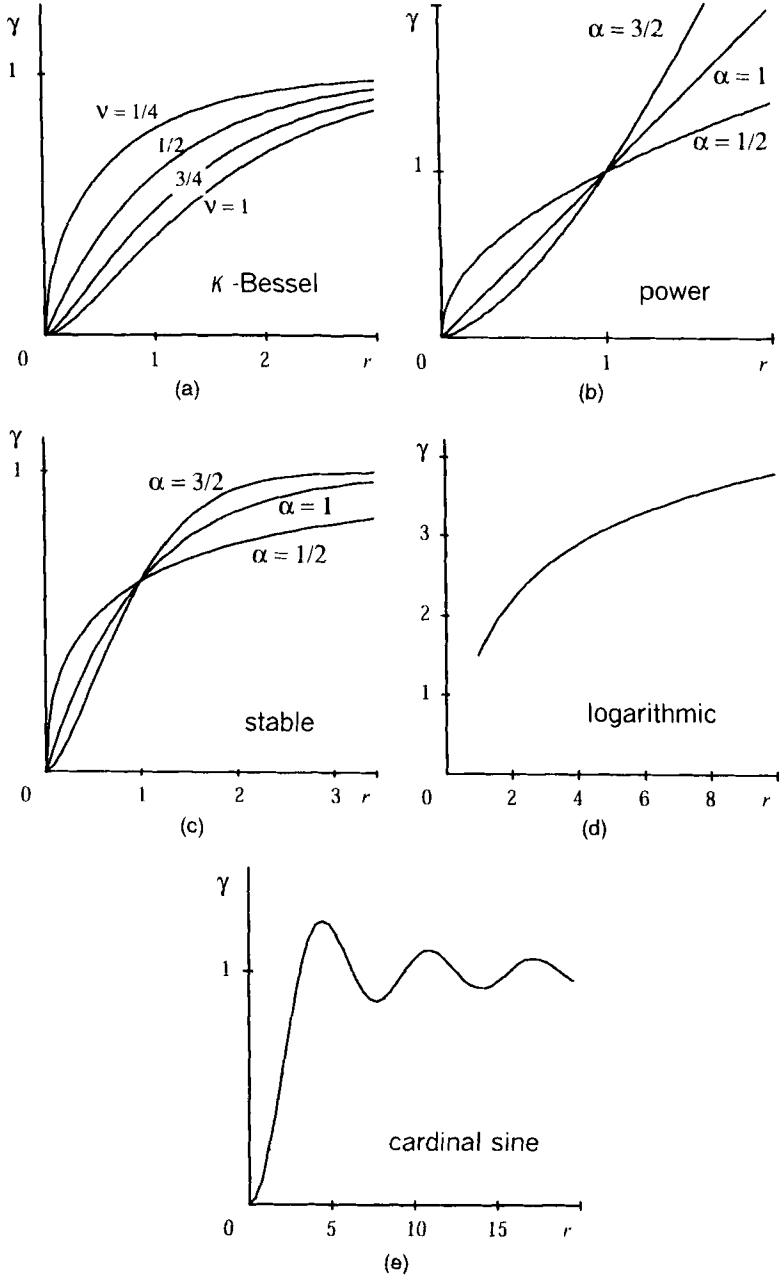 γ
1
ν = 1/4
1/2
3/4
ν = 1
κ -Bessel
0
1
2
r
(a)
γ
α = 3/2
α = 1
α = 1/2
1
power
0
1
r
(b)
γ
1
α = 3/2
α = 1
α = 1/2
stable
0
1
2
3
r
(c)
γ
3
2
1
logarithmic
0
2
4
6
8
r
(d)
γ
1
cardinal sine
0
5
10
15
r
(e)